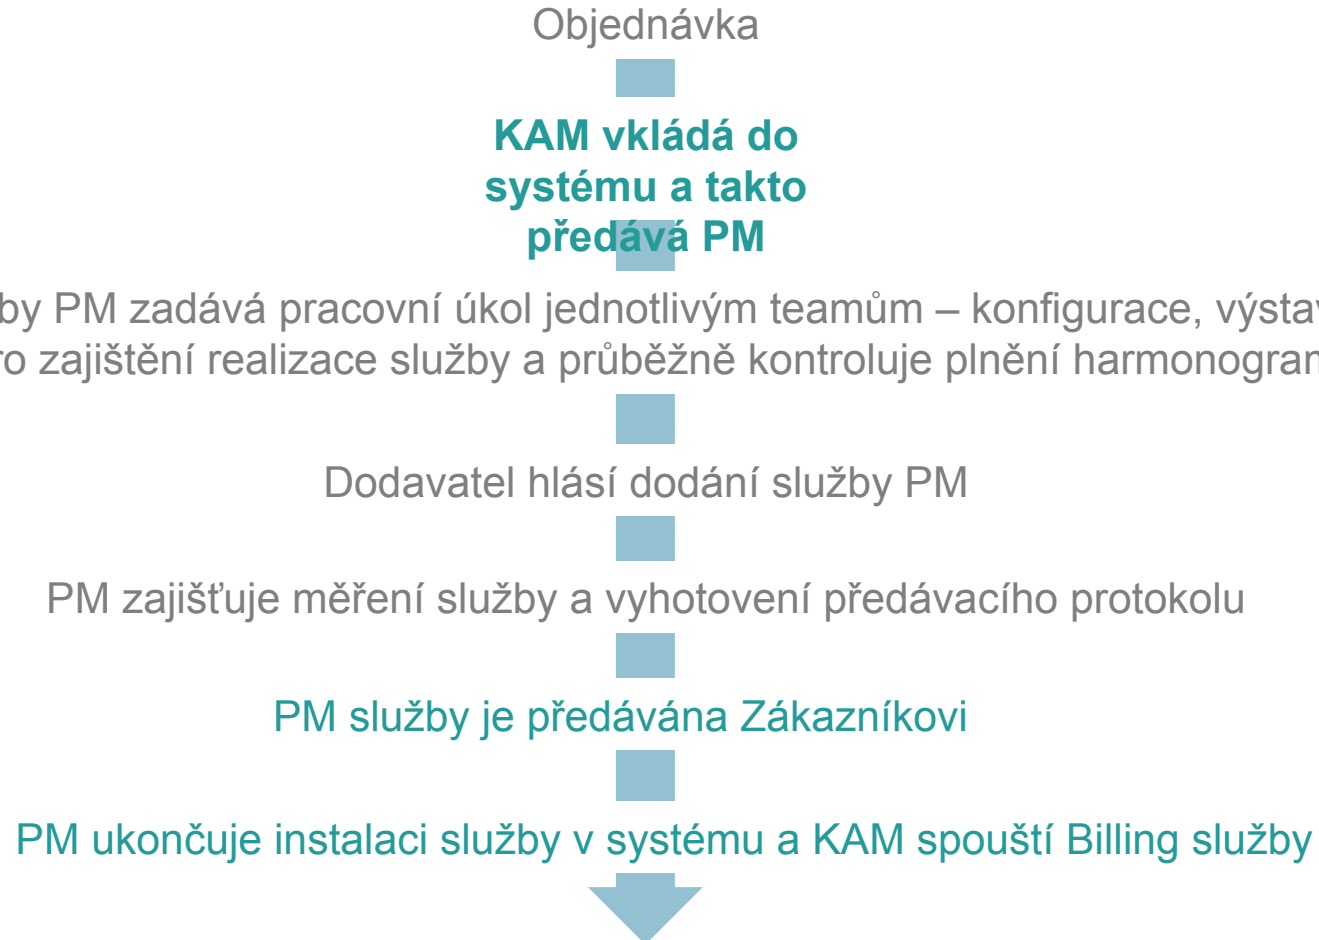 Objednávka
KAM vkládá do
systému a takto
předává PM
by PM zadává pracovní úkol jednotlivým teamům – konfigurace, výstav
ro zajištění realizace služby a průběžně kontroluje plnění harmonogran
Dodavatel hlásí dodání služby PM
PM zajišťuje měření služby a vyhotovení předávacího protokolu
PM služby je předávána Zákazníkovi
PM ukončuje instalaci služby v systému a KAM spouští Billing služby